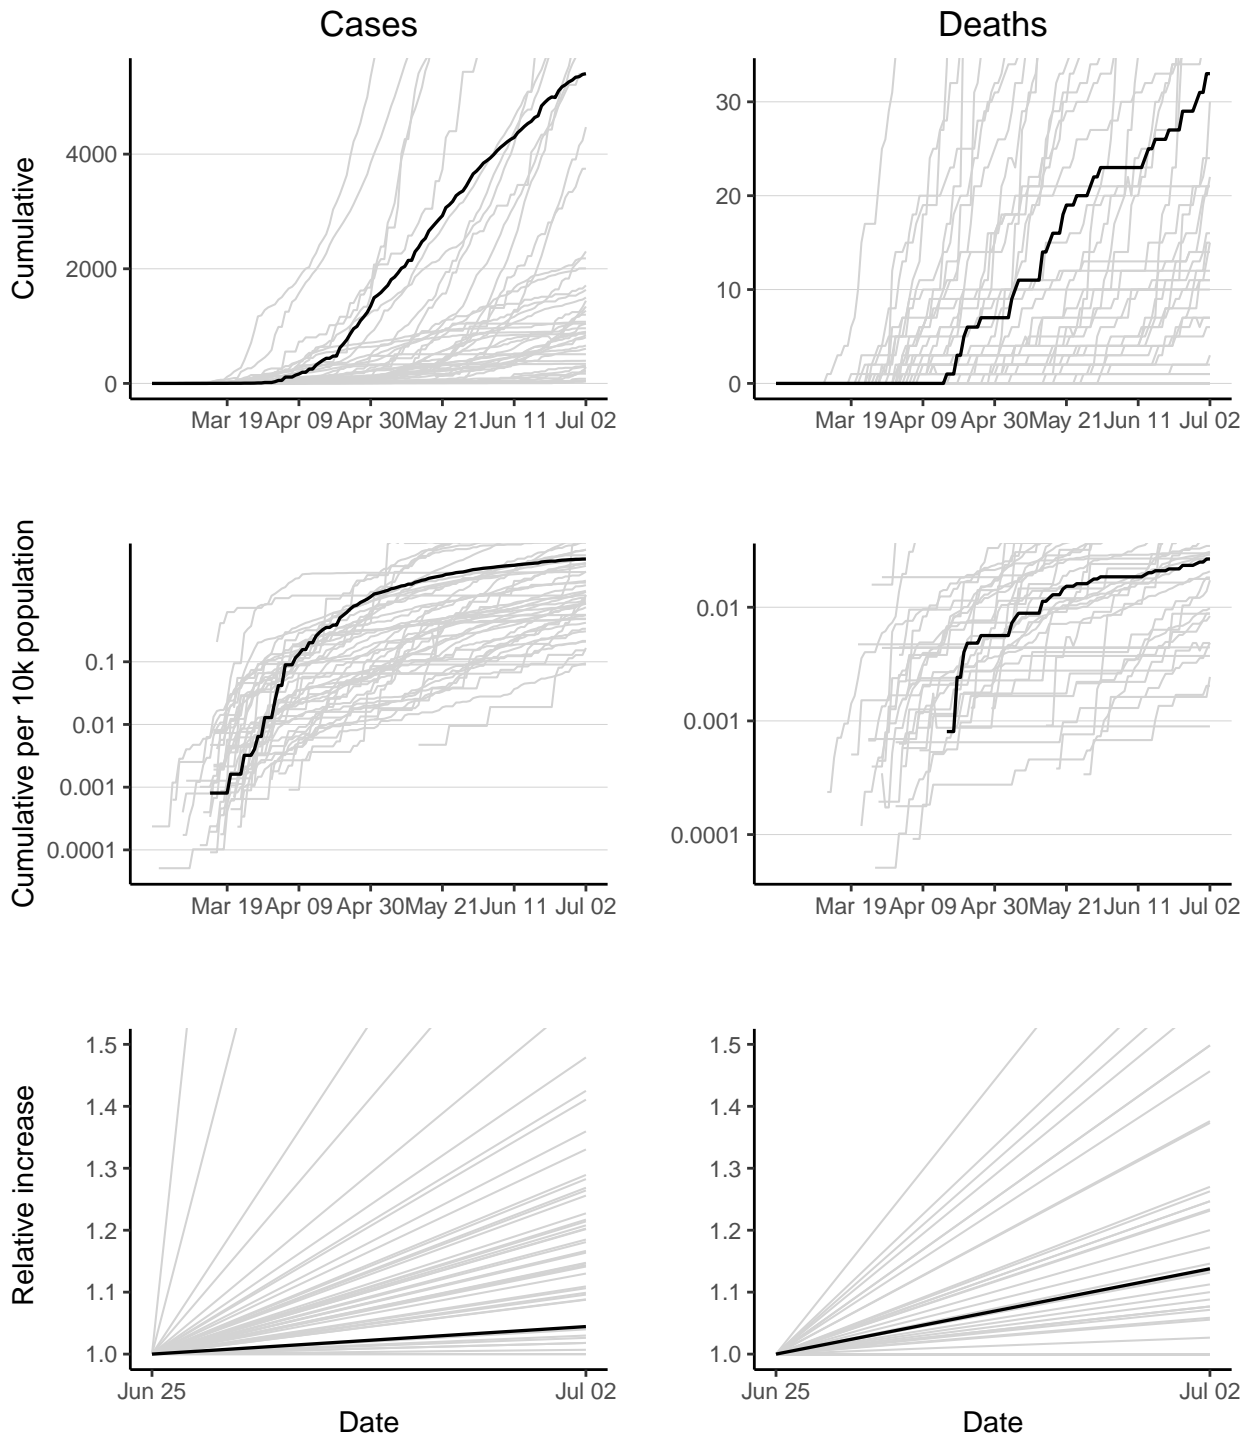 Cases
Deaths
Cumulative
4000
2000
0
Mar 19 Apr 09 Apr 30 May 21 Jun 11 Jul 02
30
20
10
0
Mar 19 Apr 09 Apr 30 May 21 Jun 11 Jul 02
Cumulative per 10k population
0.1
0.01
0.001
0.0001
Mar 19 Apr 09 Apr 30 May 21 Jun 11 Jul 02
0.01
0.001
0.0001
Mar 19 Apr 09 Apr 30 May 21 Jun 11 Jul 02
Relative increase
1.5
1.4
1.3
1.2
1.1
1.0
Jun 25 Jul 02
Date
1.5
1.4
1.3
1.2
1.1
1.0
Jun 25 Jul 02
Date